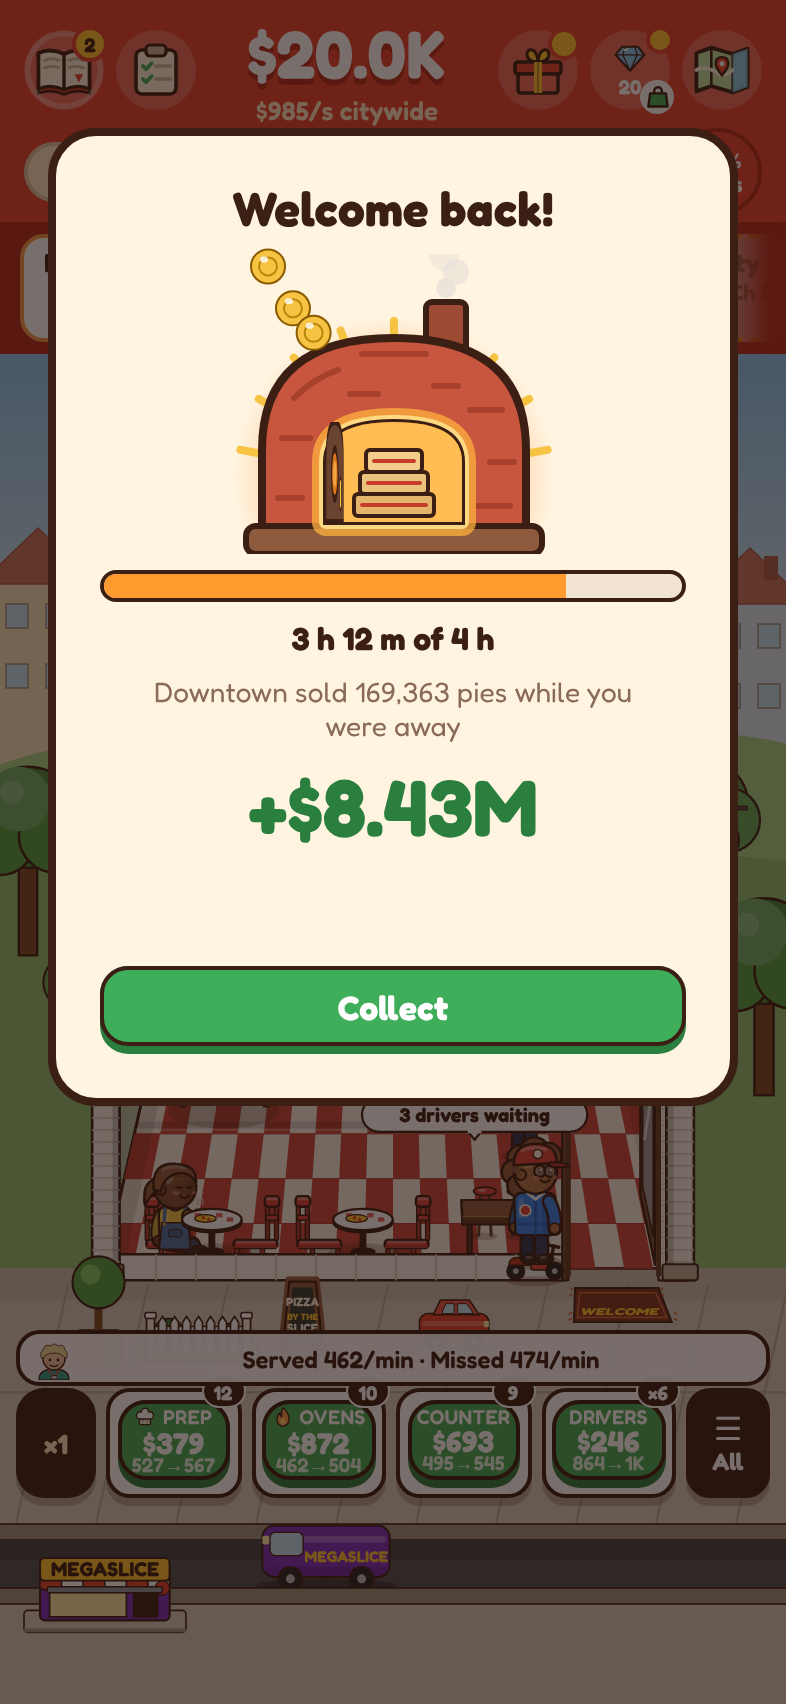 2
$20.0K
20
$985/s citywide
Welcome back!
3 h 12 m of 4 h
Downtown sold 169,363 pies while you
were away
+$8.43M
Collect
3 drivers waiting
PIZZA
BY THE
SLICE
WELCOME
Served 462/min · Missed 474/min
12
10
9
x6
x1
PREP
$379
527→567
OVENS
$872
462→504
COUNTER
$693
495→545
DRIVERS
$246
864→1K
All
MEGASLICE
MEGASLICE